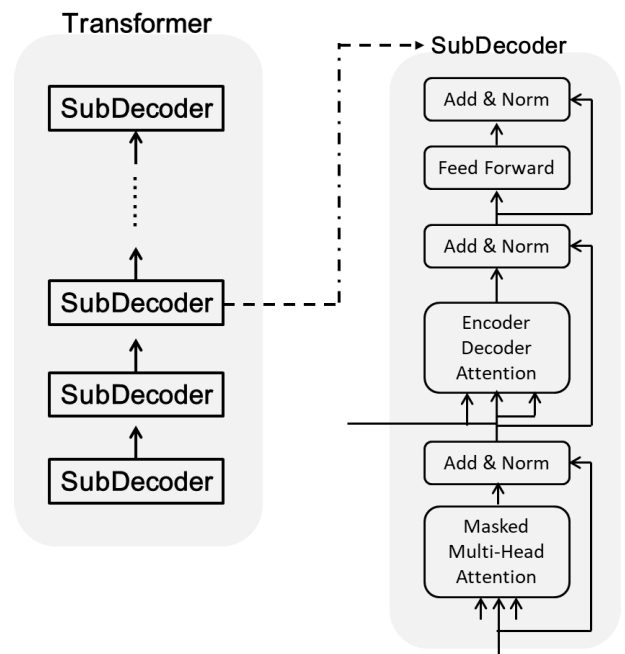 Transformer
SubDecoder
SubDecoder
SubDecoder
SubDecoder
SubDecoder
Add & Norm
Feed Forward
Add & Norm
Encoder
Decoder
Attention
Add & Norm
Masked
Multi-Head
Attention